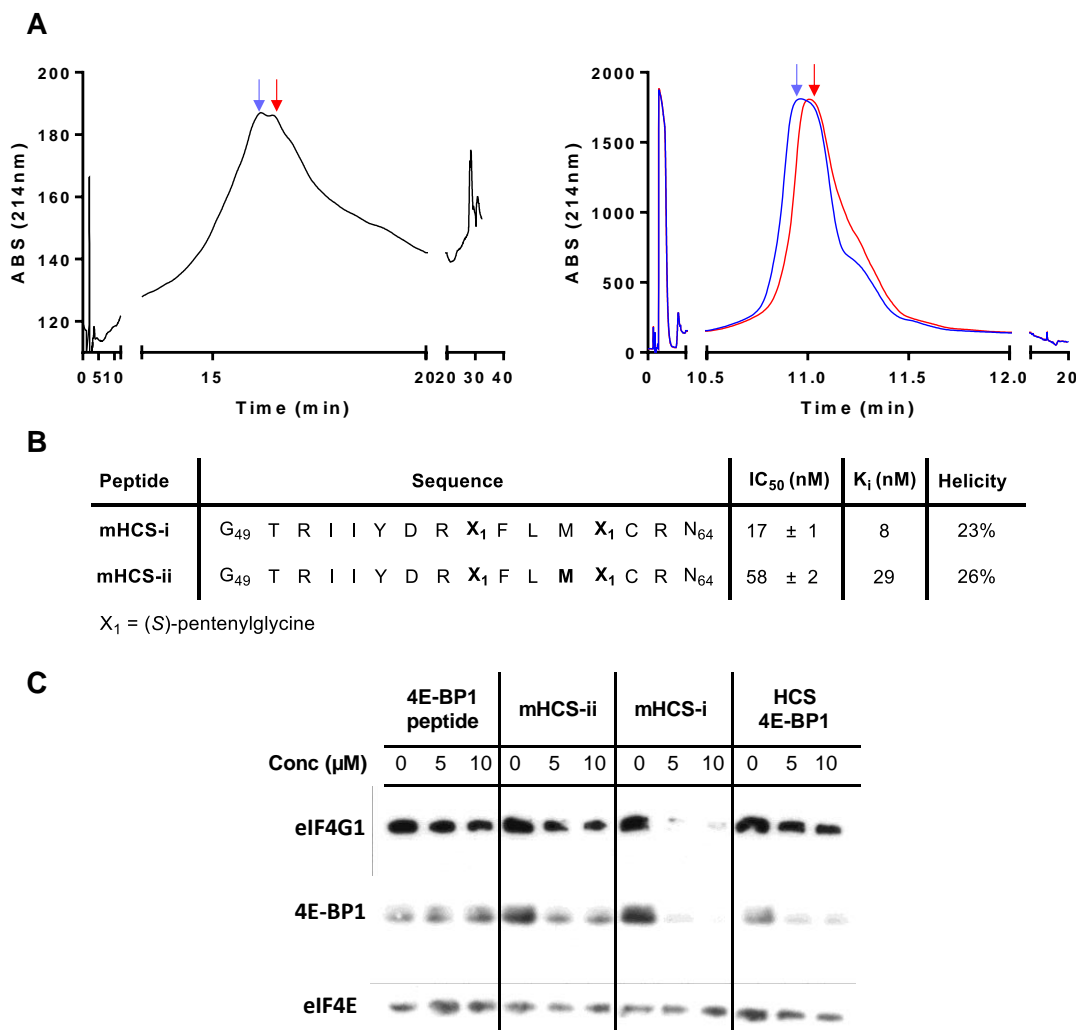 A
ABS (214nm)
200
180
160
140
120
0 5 10 15 20 20 30 40
Time (min)
ABS (214nm)
2000
1500
1000
500
0
0 10.5 11.0 11.5 12.0 20
Time (min)
B
Peptide Sequence IC50 (nM) Ki (nM) Helicity
mHCS-i G49 T R I I Y D R X1 F L M X1 C R N64 17 ± 1 8 23%
mHCS-ii G49 T R I I Y D R X1 F L M X1 C R N64 58 ± 2 29 26%
X1 = (S)-pentenylglycine
C
4E-BP1 peptide mHCS-ii mHCS-i HCS 4E-BP1
Conc (µM) 0 5 10 0 5 10 0 5 10 0 5 10
eIF4G1
4E-BP1
eIF4E